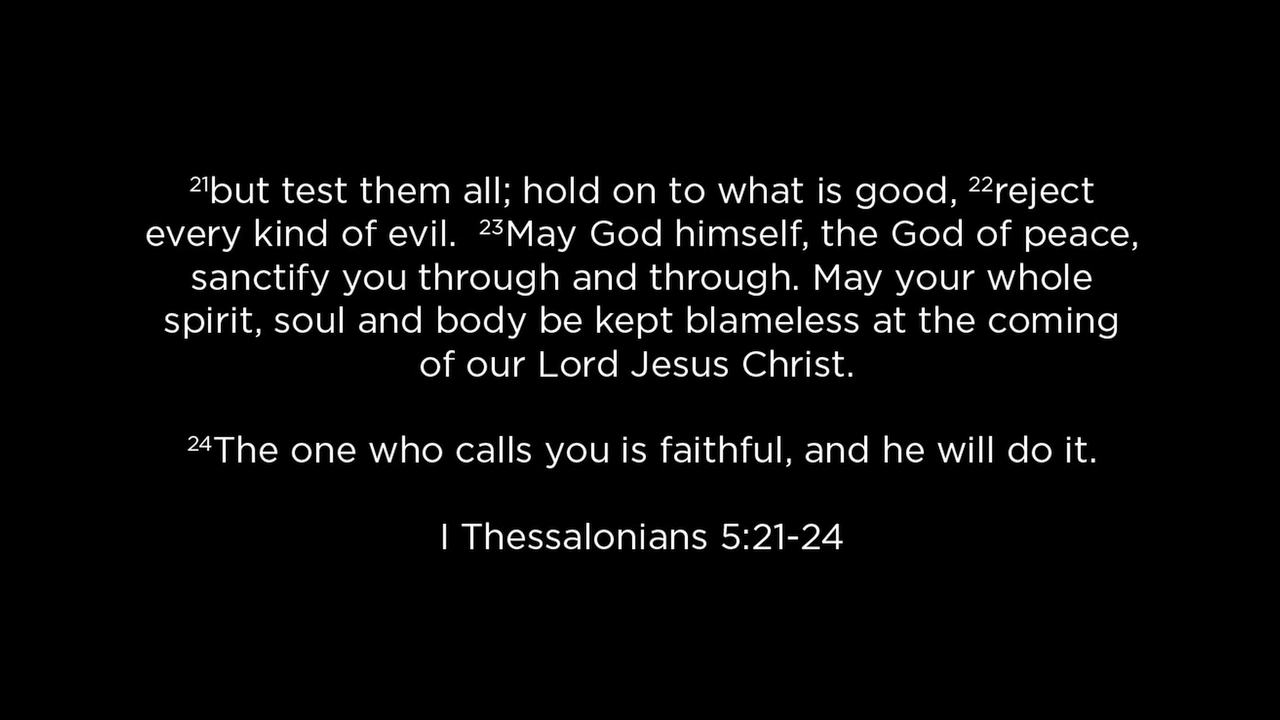 ²¹but test them all; hold on to what is good, ²²reject
every kind of evil.  ²³May God himself, the God of peace,
sanctify you through and through. May your whole
spirit, soul and body be kept blameless at the coming
of our Lord Jesus Christ.
²⁴The one who calls you is faithful, and he will do it.
I Thessalonians 5:21-24